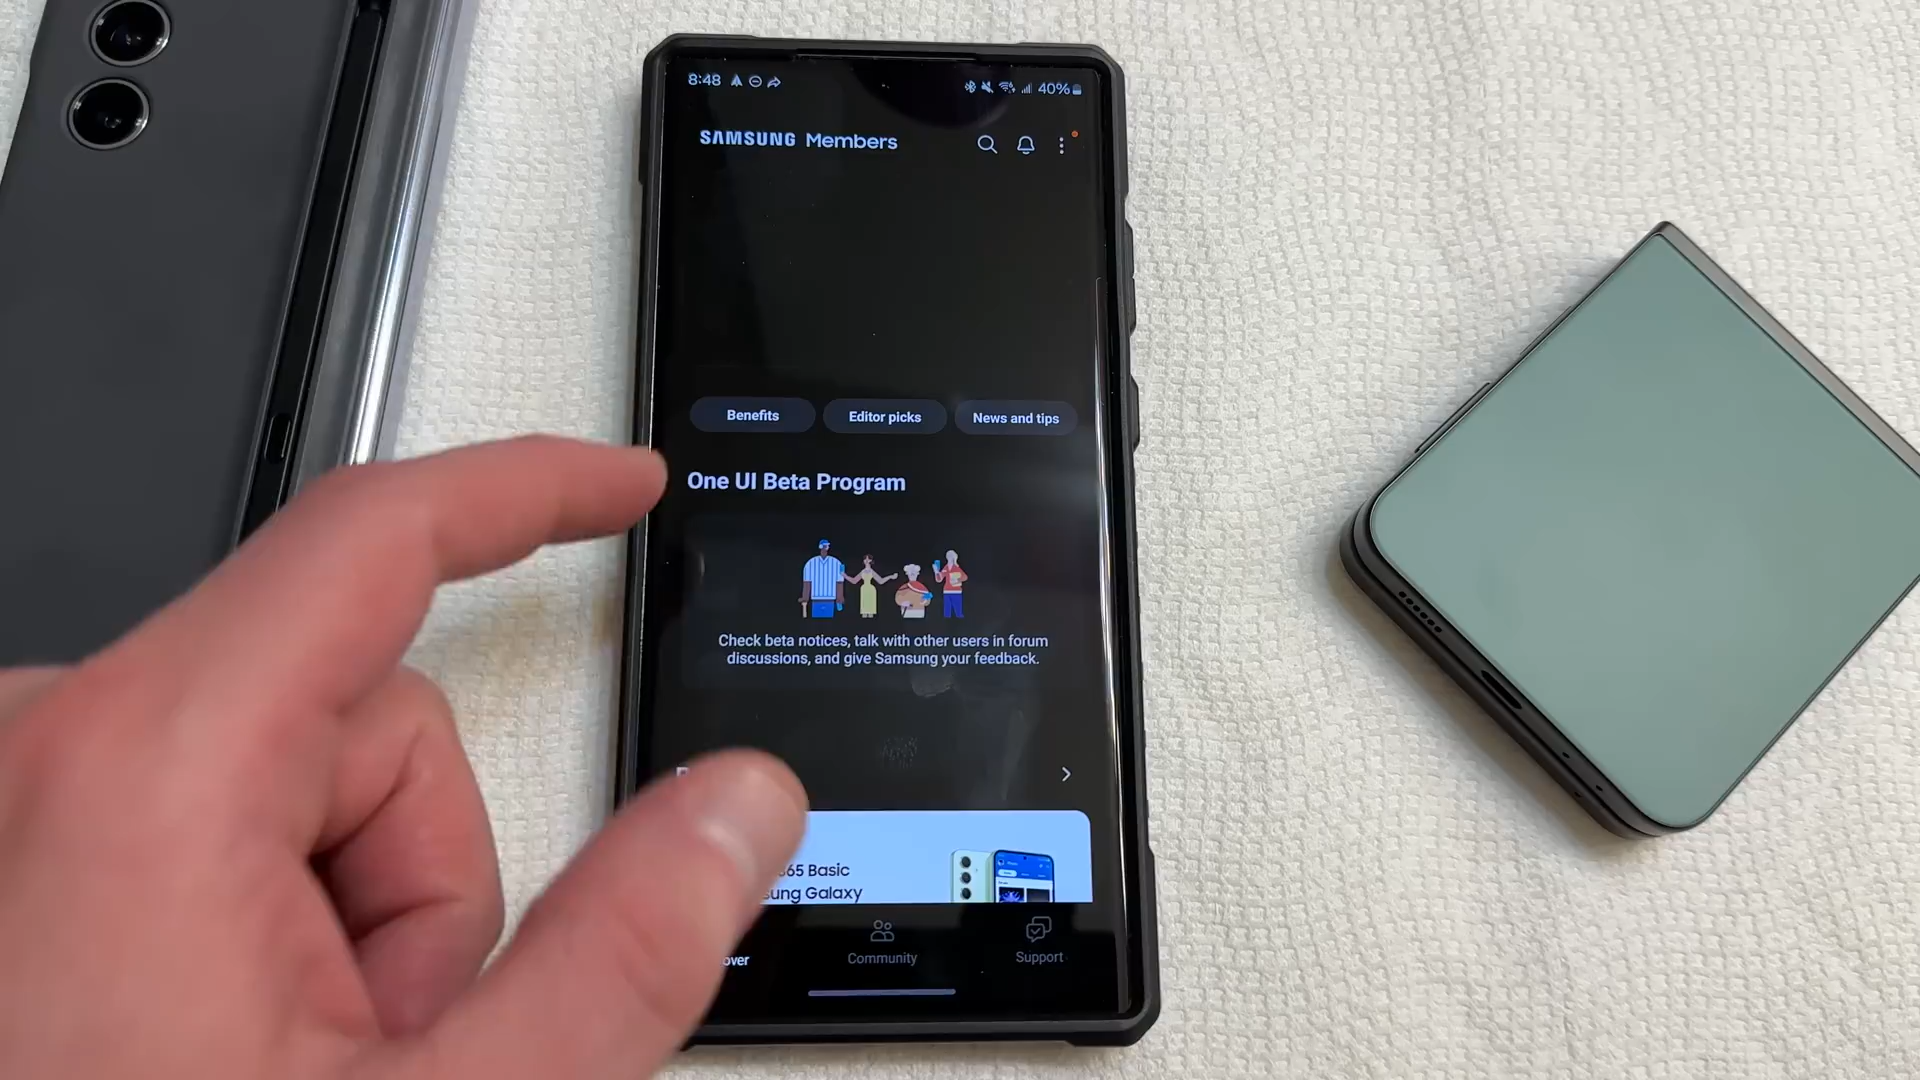 8:48
40%
SAMSUNG Members
Benefits
Editor picks
News and tips
One UI Beta Program
Check beta notices, talk with other users in forum
discussions, and give Samsung your feedback.
Basic
Galaxy
Community
Support